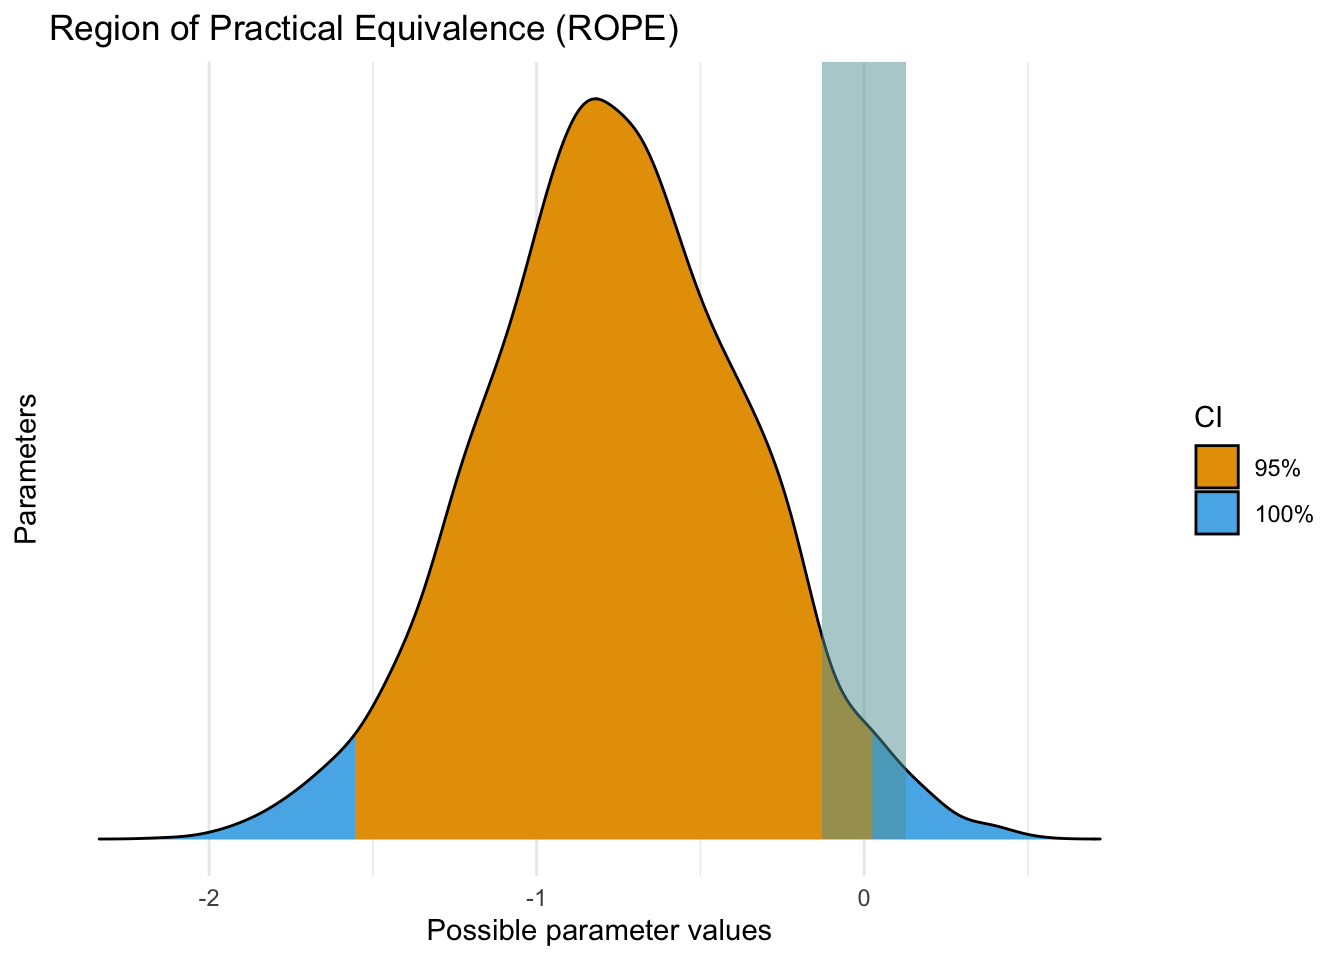 Region of Practical Equivalence (ROPE)
Parameters
CI
95%
100%
-2
-1
0
Possible parameter values